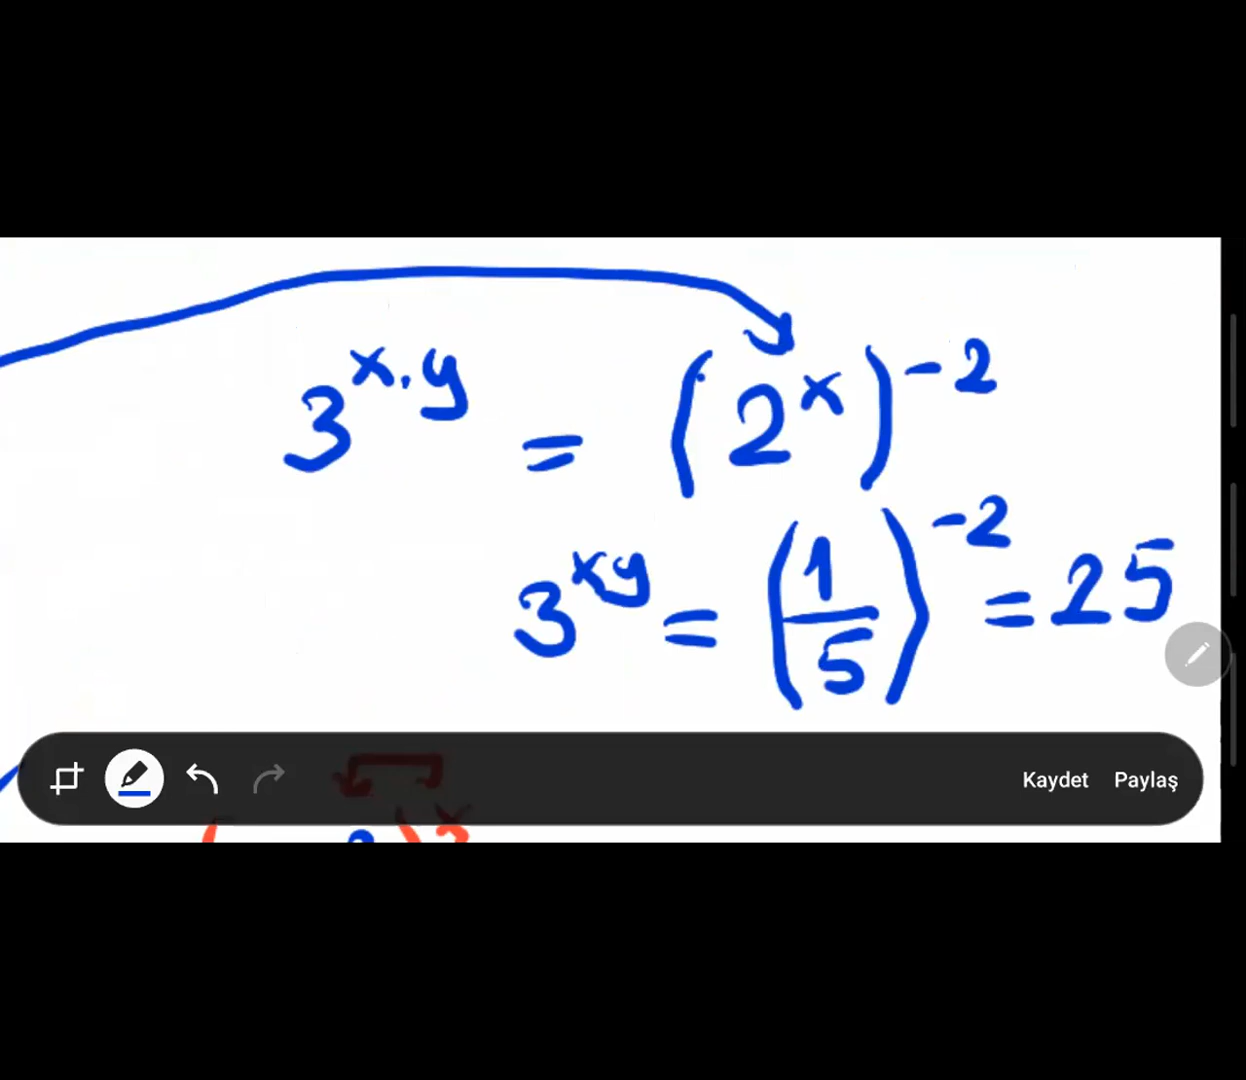 3^{x·y} = (2^x)^{-2}
3^{xy} = (1/5)^{-2} = 25
Kaydet Paylaş